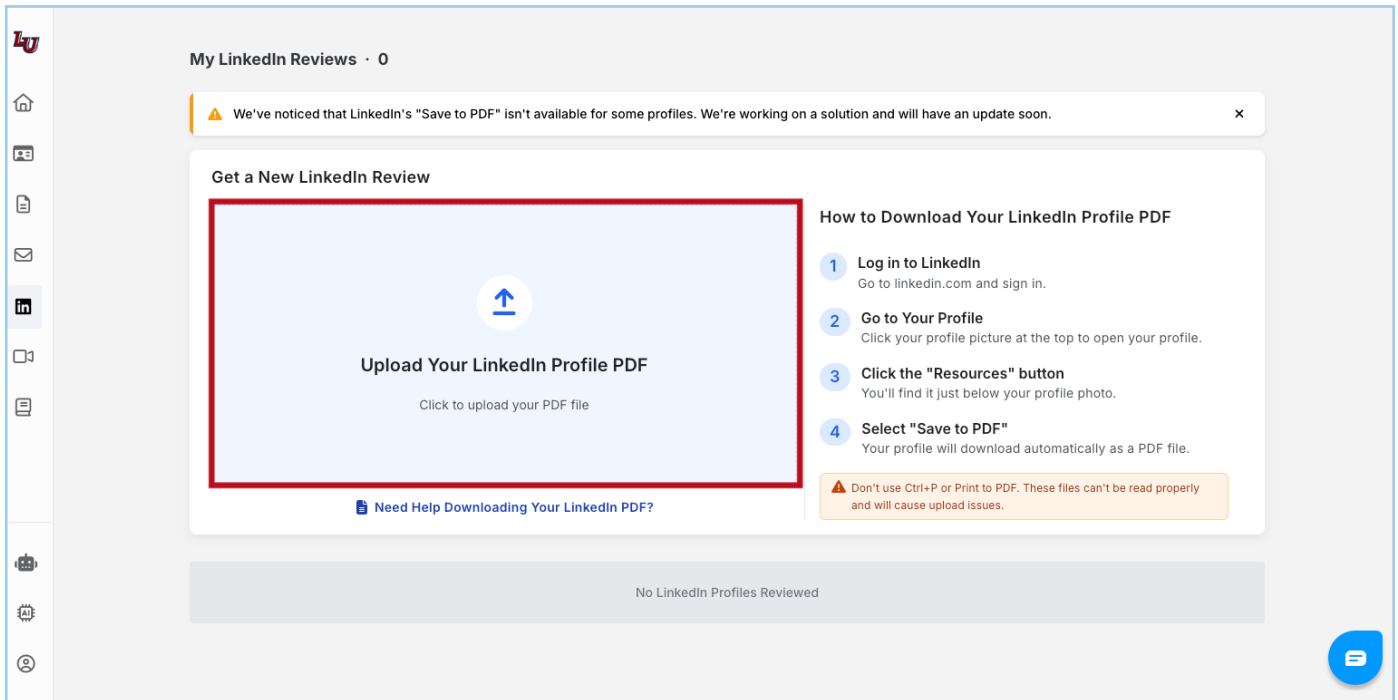 LU
My LinkedIn Reviews · 0
We've noticed that LinkedIn's "Save to PDF" isn't available for some profiles. We're working on a solution and will have an update soon.
Get a New LinkedIn Review
Upload Your LinkedIn Profile PDF
Click to upload your PDF file
Need Help Downloading Your LinkedIn PDF?
How to Download Your LinkedIn Profile PDF
1 Log in to LinkedIn
Go to linkedin.com and sign in.
2 Go to Your Profile
Click your profile picture at the top to open your profile.
3 Click the "Resources" button
You'll find it just below your profile photo.
4 Select "Save to PDF"
Your profile will download automatically as a PDF file.
Don't use Ctrl+P or Print to PDF. These files can't be read properly
and will cause upload issues.
No LinkedIn Profiles Reviewed
in
AI